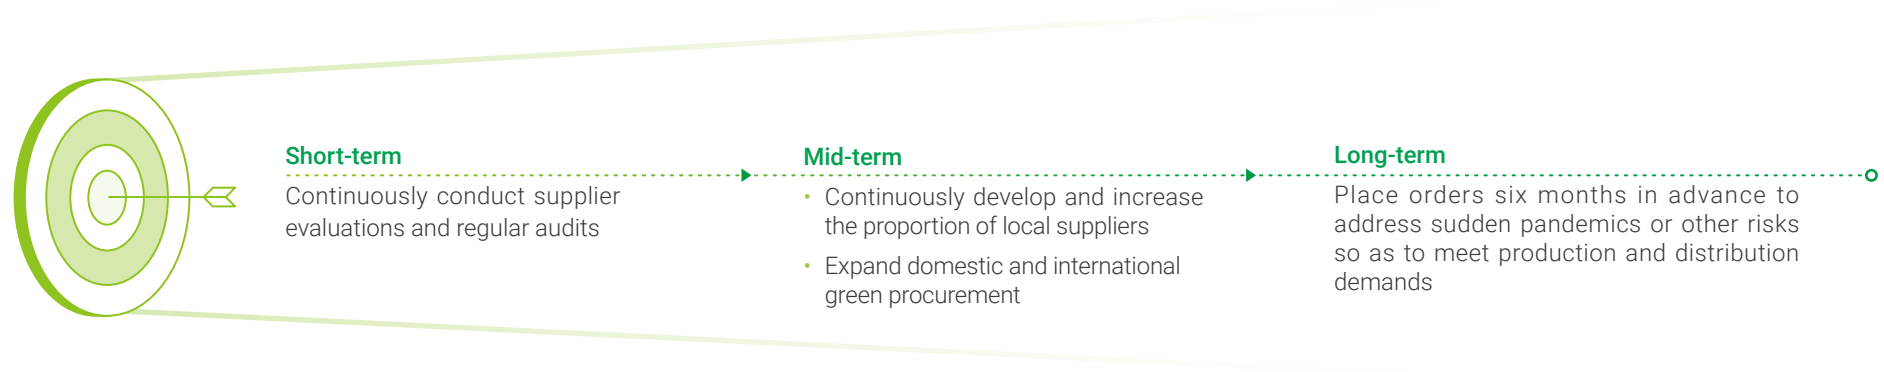 Short-term
Continuously conduct supplier
evaluations and regular audits
Mid-term
• Continuously develop and increase
the proportion of local suppliers
• Expand domestic and international
green procurement
Long-term
Place orders six months in advance to
address sudden pandemics or other risks
so as to meet production and distribution
demands